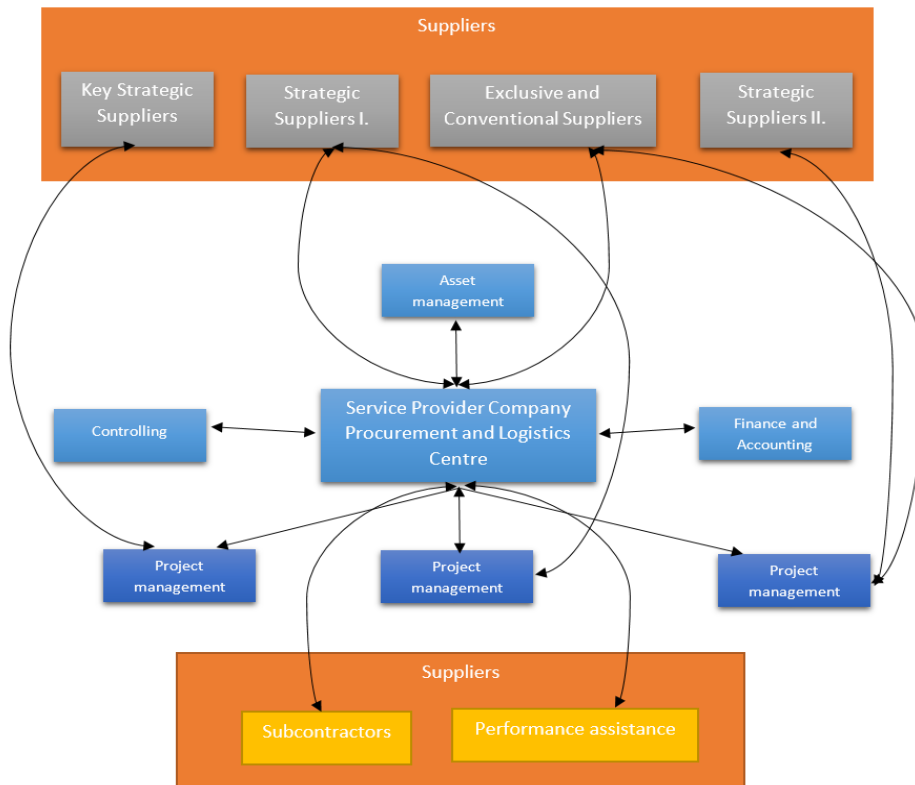 Suppliers
Key Strategic
Suppliers
Strategic
Suppliers I.
Exclusive and
Conventional Suppliers
Strategic
Suppliers II.
Asset
management
Service Provider Company
Procurement and Logistics
Centre
Controlling
Finance and
Accounting
Project
management
Project
management
Project
management
Suppliers
Subcontractors
Performance assistance